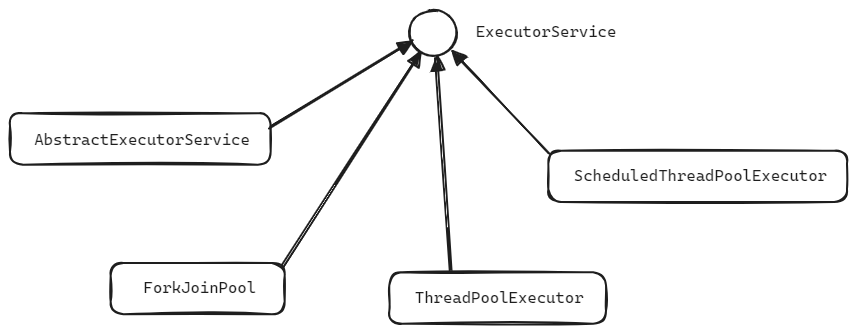 ExecutorService
AbstractExecutorService
ScheduledThreadPoolExecutor
ForkJoinPool
ThreadPoolExecutor